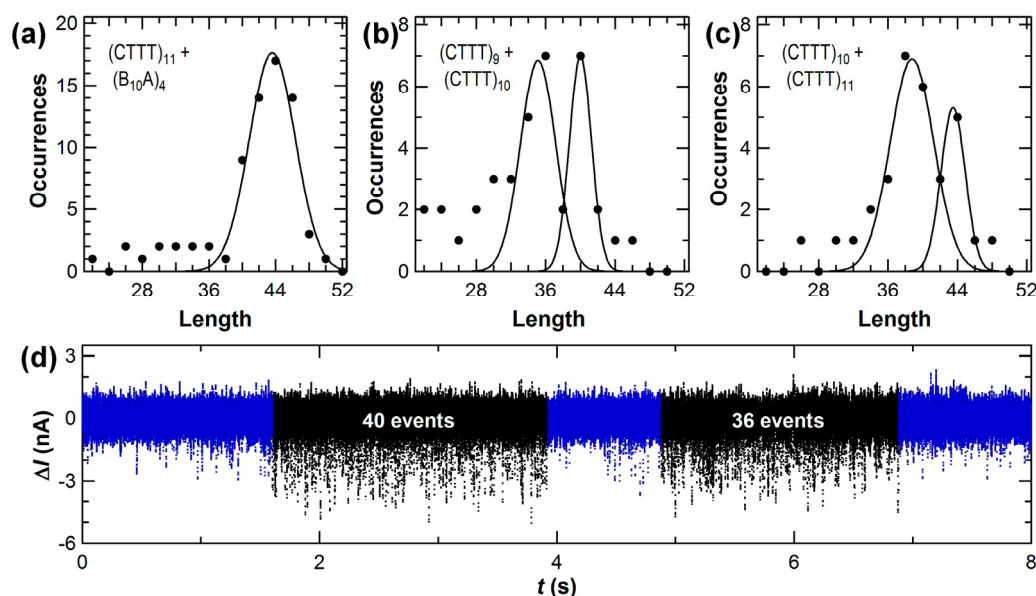 (a)
(CTTT)₁₁ +
(B₁₀A)₄
Occurrences
20
15
10
5
0
28 36 44 52
Length
(b)
(CTTT)₉ +
(CTTT)₁₀
Occurrences
8
6
4
2
0
28 36 44 52
Length
(c)
(CTTT)₁₀ +
(CTTT)₁₁
Occurrences
8
6
4
2
0
28 36 44 52
Length
(d)
ΔI (nA)
3
0
-3
-6
40 events
36 events
0 2 4 6 8
t (s)